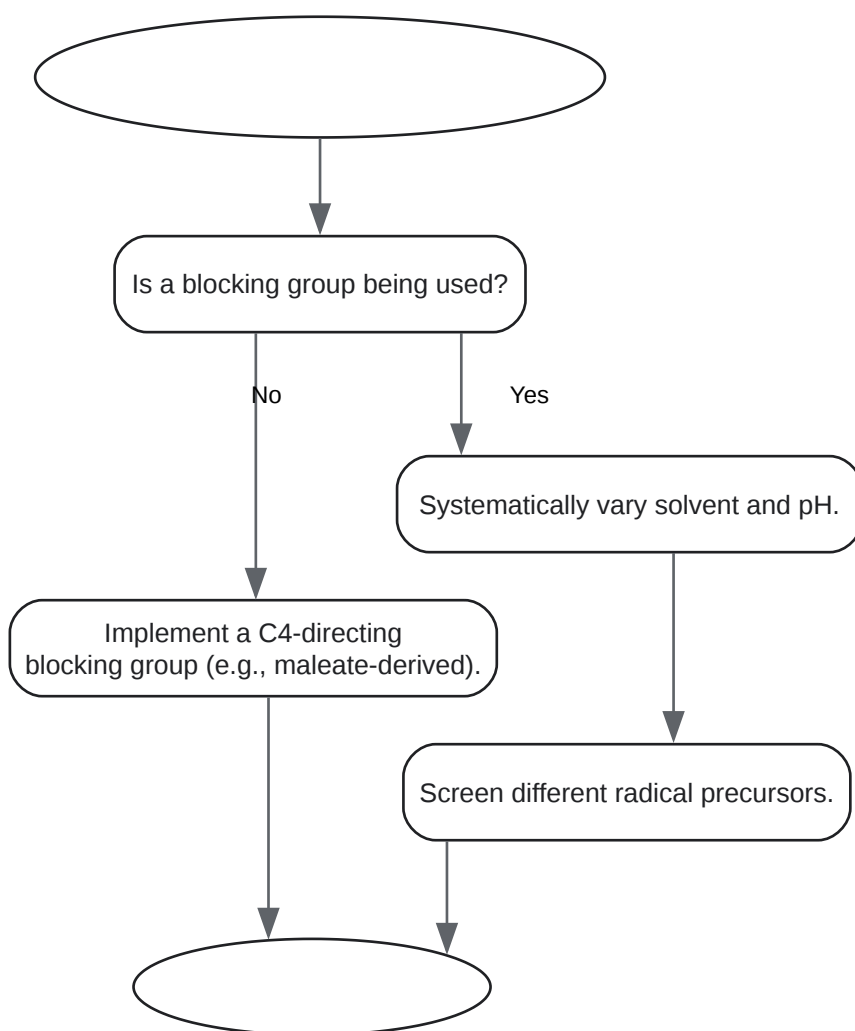 Is a blocking group being used?
No
Yes
Systematically vary solvent and pH.
Implement a C4-directing
blocking group (e.g., maleate-derived).
Screen different radical precursors.